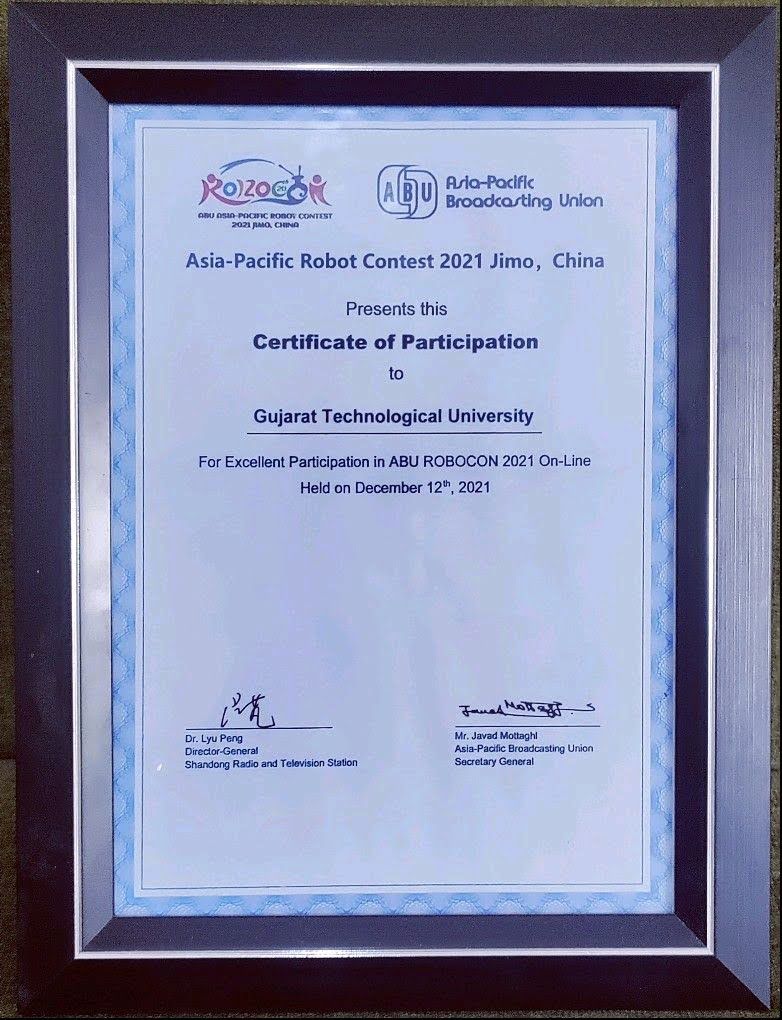 ROBOCON
ABU ASIA-PACIFIC ROBOT CONTEST
2021 JIMO, CHINA
ABU
Asia-Pacific
Broadcasting Union
Asia-Pacific Robot Contest 2021 Jimo, China
Presents this
Certificate of Participation
to
Gujarat Technological University
For Excellent Participation in ABU ROBOCON 2021 On-Line
Held on December 12th, 2021
Dr. Lyu Peng
Director-General
Shandong Radio and Television Station
Javad Mottaghi
Mr. Javad Mottaghi
Asia-Pacific Broadcasting Union
Secretary General